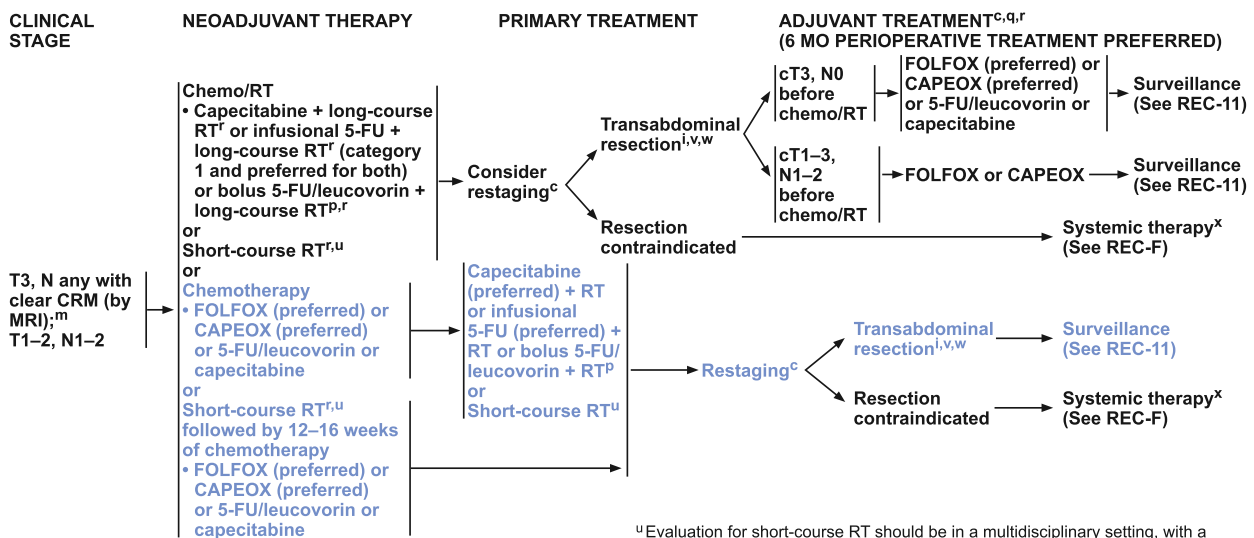 CLINICAL
STAGE
NEOADJUVANT THERAPY
PRIMARY TREATMENT
ADJUVANT TREATMENTc,q,r
(6 MO PERIOPERATIVE TREATMENT PREFERRED)
T3, N any with
clear CRM (by
MRI);m
T1–2, N1–2
Chemo/RT
• Capecitabine + long-course
RTr or infusional 5-FU +
long-course RTr (category
1 and preferred for both)
or bolus 5-FU/leucovorin +
long-course RTp,r
or
Short-course RTr,u
or
Chemotherapy
• FOLFOX (preferred) or
CAPEOX (preferred)
or 5-FU/leucovorin or
capecitabine
or
Short-course RTr,u
followed by 12–16 weeks
of chemotherapy
• FOLFOX (preferred) or
CAPEOX (preferred)
or 5-FU/leucovorin or
capecitabine
Consider
restagingc
Transabdominal
resectioni,v,w
Resection
contraindicated
cT3, N0
before
chemo/RT
FOLFOX (preferred) or
CAPEOX (preferred)
or 5-FU/leucovorin or
capecitabine
Surveillance
(See REC-11)
cT1–3,
N1–2
before
chemo/RT
FOLFOX or CAPEOX
Surveillance
(See REC-11)
Systemic therapyx
(See REC-F)
Capecitabine
(preferred) + RT
or infusional
5-FU (preferred) +
RT or bolus 5-FU/
leucovorin + RTp
or
Short-course RTu
Restagingc
Transabdominal
resectioni,v,w
Surveillance
(See REC-11)
Resection
contraindicated
Systemic therapyx
(See REC-F)
u Evaluation for short-course RT should be in a multidisciplinary setting, with a